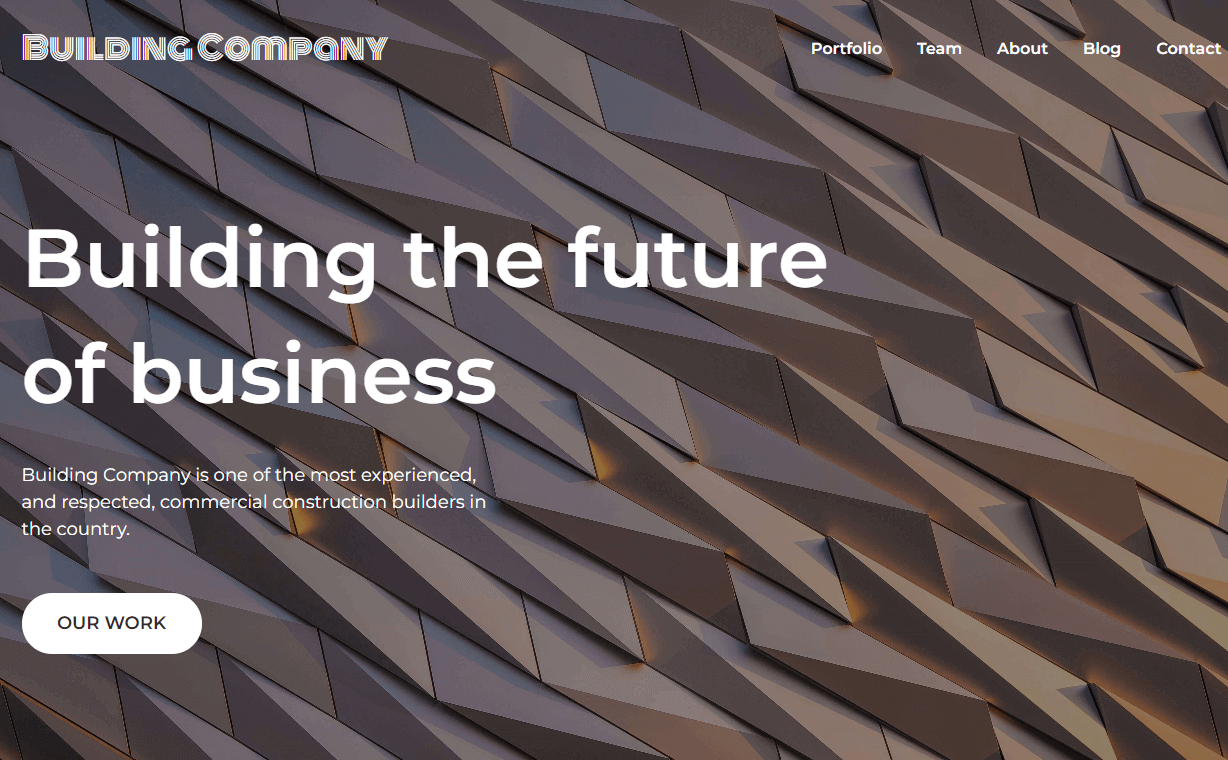 Building Company
Portfolio Team About Blog Contact
Building the future
of business
Building Company is one of the most experienced,
and respected, commercial construction builders in
the country.
OUR WORK